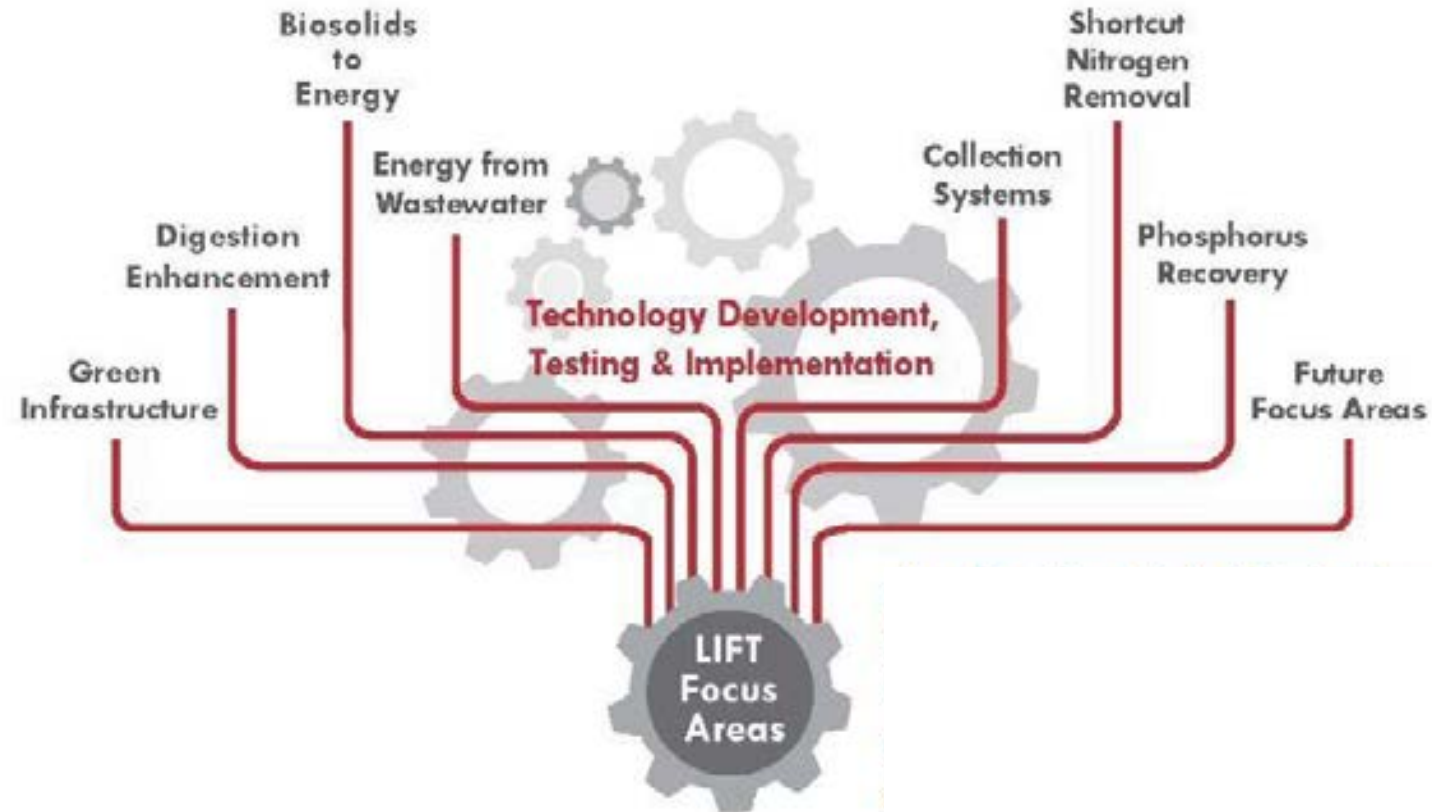 Biosolids
to
Energy
Shortcut
Nitrogen
Removal
Energy from
Wastewater
Collection
Systems
Digestion
Enhancement
Phosphorus
Recovery
Technology Development,
Testing & Implementation
Green
Infrastructure
Future
Focus Areas
LIFT
Focus
Areas